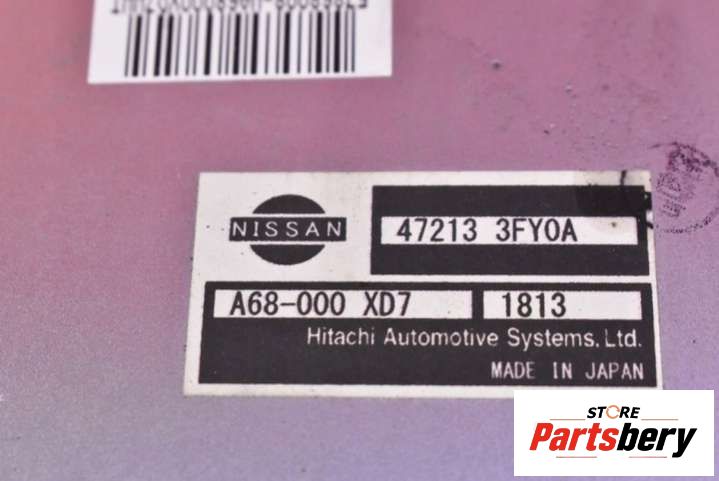 NISSAN
47213 3FY0A
A68-000 XD7
1813
Hitachi Automotive Systems, Ltd.
MADE IN JAPAN
STORE
Partsbery